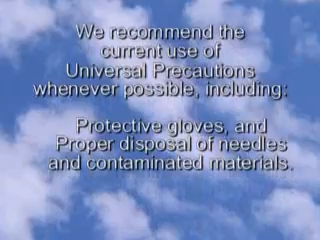 We recommend the
current use of
Universal Precautions
whenever possible, including:
Protective gloves, and
Proper disposal of needles
and contaminated materials.